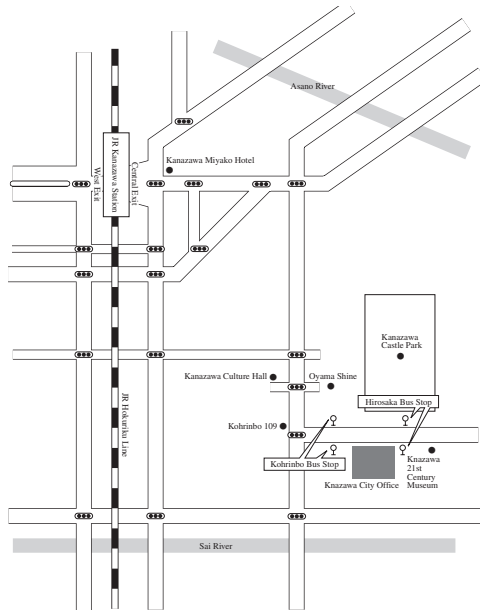 Asano River
Kanazawa Miyako Hotel
JR Kanazawa Station
West Exit
Central Exit
Kanazawa
Castle Park
Kanazawa Culture Hall
Oyama Shine
Hirosaka Bus Stop
Kohrinbo 109
JR Hokuriku Line
Kohrinbo Bus Stop
Knazawa City Office
Knazawa
21st
Century
Museum
Sai River